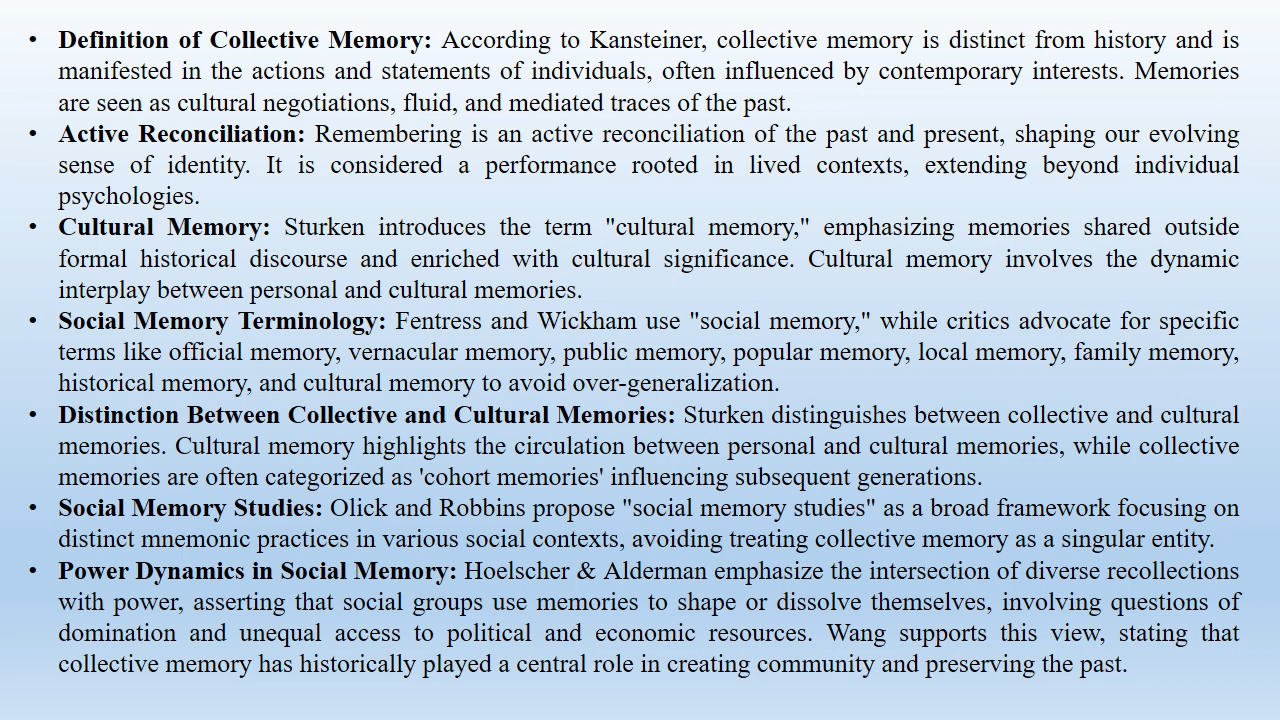 • Definition of Collective Memory: According to Kansteiner, collective memory is distinct from history and is
manifested in the actions and statements of individuals, often influenced by contemporary interests. Memories
are seen as cultural negotiations, fluid, and mediated traces of the past.
• Active Reconciliation: Remembering is an active reconciliation of the past and present, shaping our evolving
sense of identity. It is considered a performance rooted in lived contexts, extending beyond individual
psychologies.
• Cultural Memory: Sturken introduces the term "cultural memory," emphasizing memories shared outside
formal historical discourse and enriched with cultural significance. Cultural memory involves the dynamic
interplay between personal and cultural memories.
• Social Memory Terminology: Fentress and Wickham use "social memory," while critics advocate for specific
terms like official memory, vernacular memory, public memory, popular memory, local memory, family memory,
historical memory, and cultural memory to avoid over-generalization.
• Distinction Between Collective and Cultural Memories: Sturken distinguishes between collective and cultural
memories. Cultural memory highlights the circulation between personal and cultural memories, while collective
memories are often categorized as 'cohort memories' influencing subsequent generations.
• Social Memory Studies: Olick and Robbins propose "social memory studies" as a broad framework focusing on
distinct mnemonic practices in various social contexts, avoiding treating collective memory as a singular entity.
• Power Dynamics in Social Memory: Hoelscher & Alderman emphasize the intersection of diverse recollections
with power, asserting that social groups use memories to shape or dissolve themselves, involving questions of
domination and unequal access to political and economic resources. Wang supports this view, stating that
collective memory has historically played a central role in creating community and preserving the past.